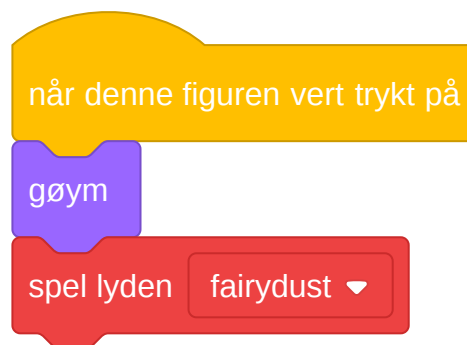 når denne figuren vert trykt på
gøym
spel lyden fairydust